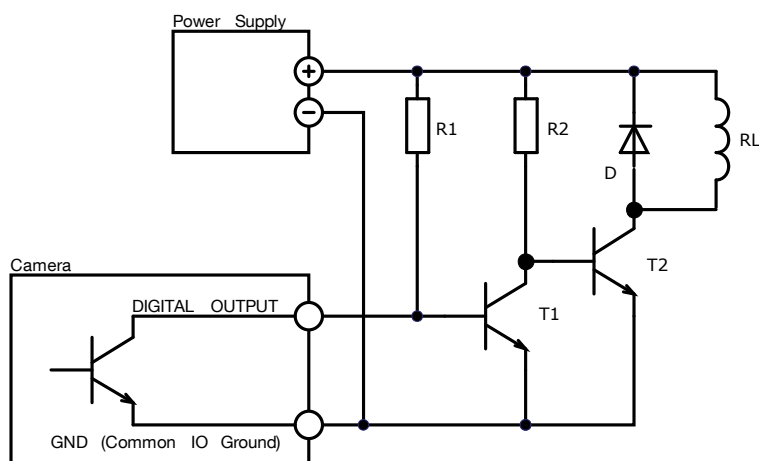 Power Supply
R1
R2
D
RL
T2
Camera
DIGITAL OUTPUT
T1
GND (Common IO Ground)